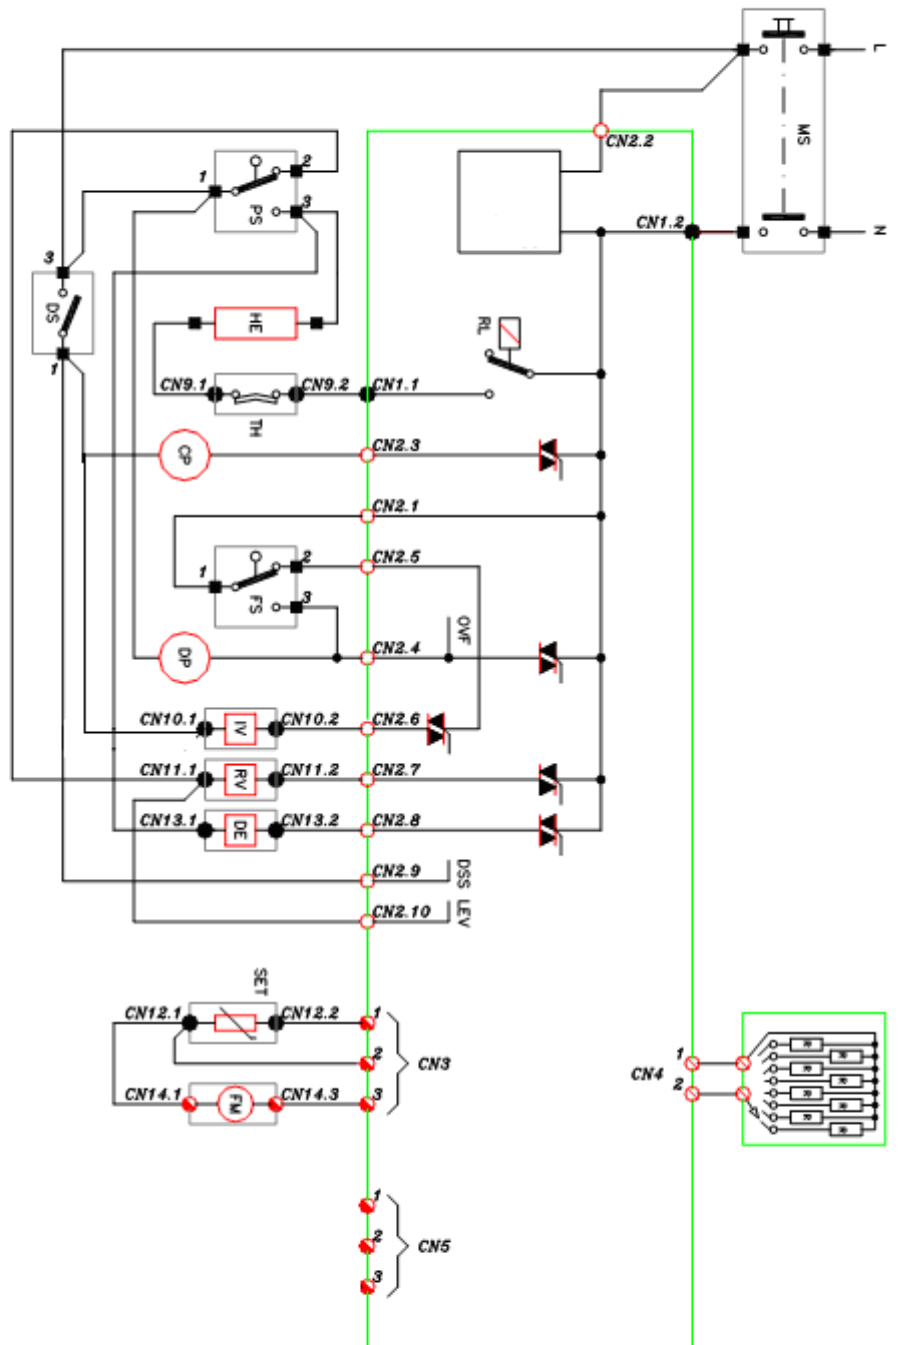 L
MS
CN2.2
2
1
PS
3
CN1.2
N
3
DS
1
HE
RL
CN9.1
CN9.2
CN1.1
TH
CP
CN2.3
CN2.1
CN2.5
2
1
FS
3
OVF
DP
CN2.4
CN10.1
IV
CN10.2
CN2.6
CN11.1
RV
CN11.2
CN2.7
CN13.1
DE
CN13.2
CN2.8
CN2.9
DSS
CN2.10
LEV
SET
CN12.1
CN12.2
1
2
CN3
CN14.1
FM
CN14.3
3
1
CN4
2
1
2
CN5
3